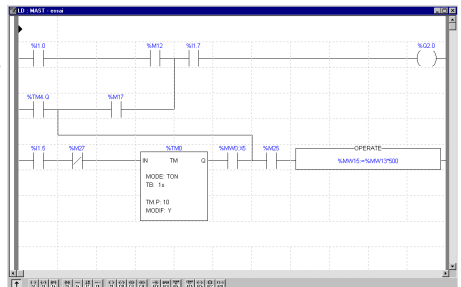 LD : MAST - essai
%I1.0 %M12 %I1.7 %Q2.0
%TM4.Q %M17
%I1.5 %M27 %TM0 %MW0:X5 %M25 OPERATE
IN TM Q %MW15:=%MW13*500
MODE: TON
TB: 1s
TM.P: 10
MODIF: Y